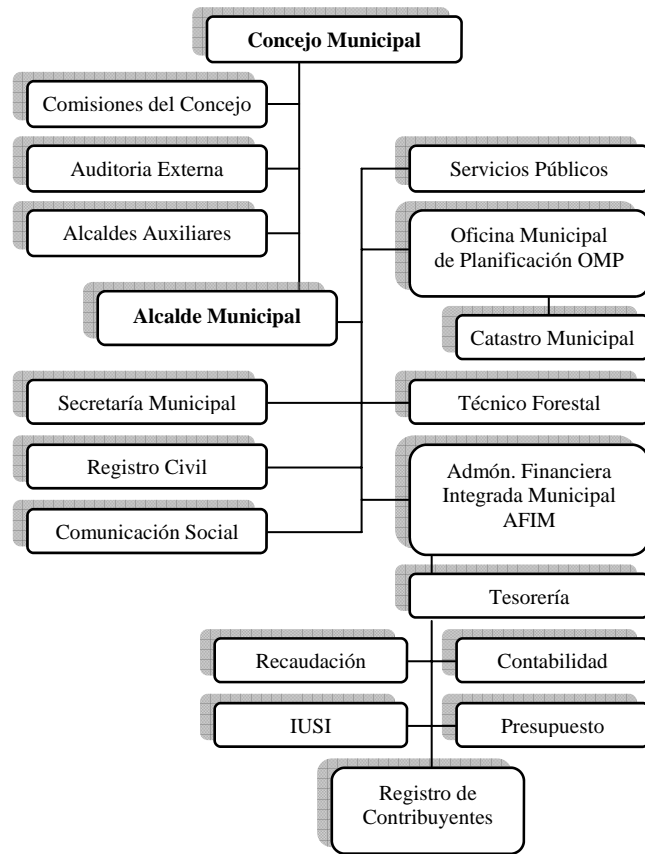 Concejo Municipal
Comisiones del Concejo
Auditoria Externa
Alcaldes Auxiliares
Alcalde Municipal
Servicios Públicos
Oficina Municipal
de Planificación OMP
Catastro Municipal
Secretaría Municipal
Técnico Forestal
Registro Civil
Comunicación Social
Admón. Financiera
Integrada Municipal
AFIM
Tesorería
Recaudación
Contabilidad
IUSI
Presupuesto
Registro de
Contribuyentes